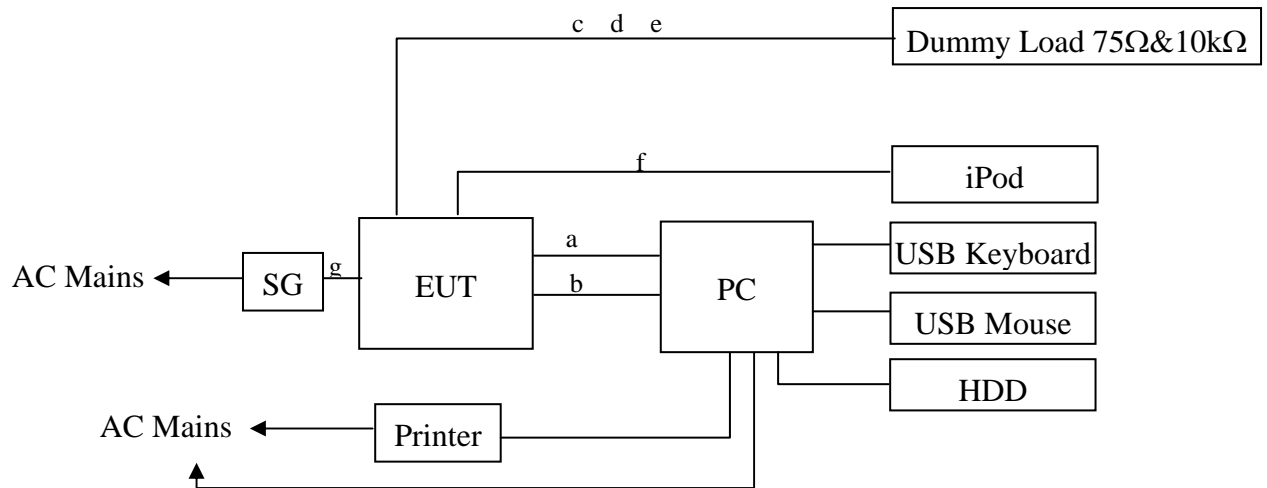 c d e
Dummy Load 75Ω&10kΩ
f
iPod
a
USB Keyboard
AC Mains
SG
g
EUT
b
PC
USB Mouse
HDD
AC Mains
Printer